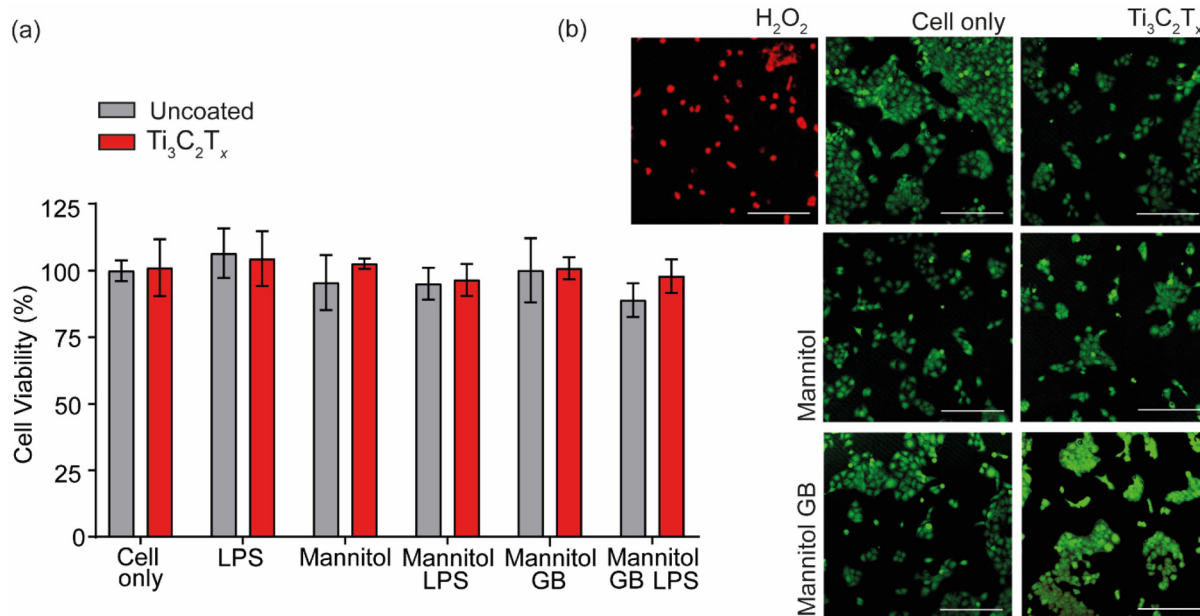 (a)
Uncoated
Ti₃C₂Tₓ
Cell Viability (%)
125
100
75
50
25
0
Cell only
LPS
Mannitol
Mannitol LPS
Mannitol GB
Mannitol GB LPS
(b)
H₂O₂
Cell only
Ti₃C₂Tₓ
Mannitol
Mannitol GB